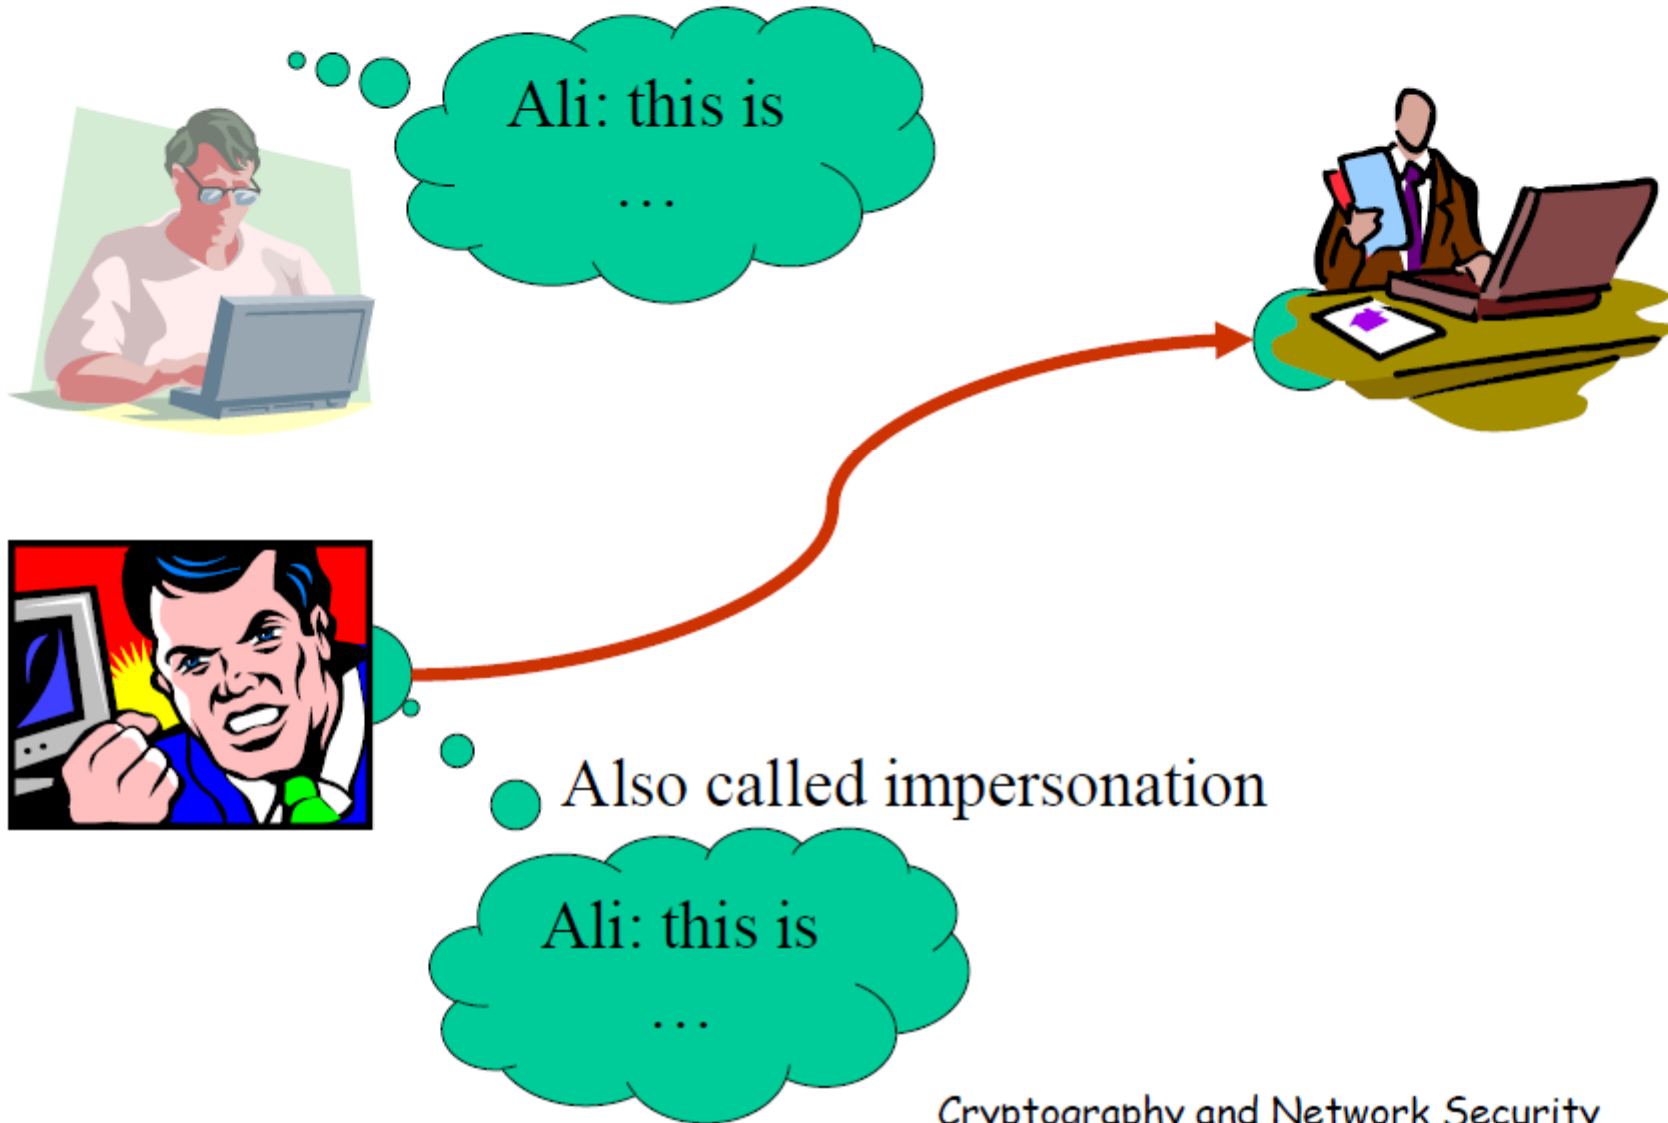 Ali: this is
…
Also called impersonation
Ali: this is
…
Cryptography and Network Security